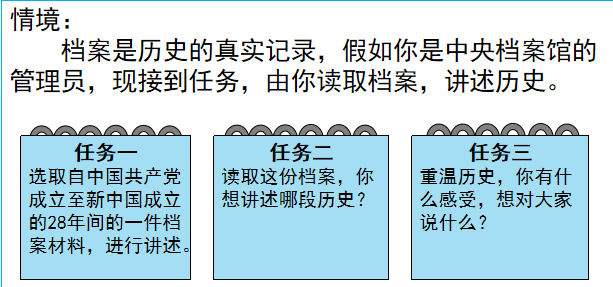 情境：
档案是历史的真实记录，假如你是中央档案馆的
管理员，现接到任务，由你读取档案，讲述历史。
任务一
选取自中国共产党
成立至新中国成立
的28年间的一件档
案材料，进行讲述。
任务二
读取这份档案，你
想讲述哪段历史？
任务三
重温历史，你有什
么感受，想对大家
说什么？